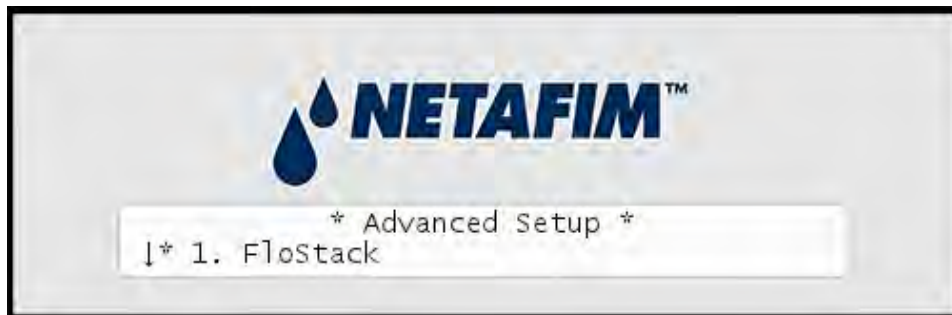 NETAFIM™
* Advanced Setup *
↓* 1. FloStack